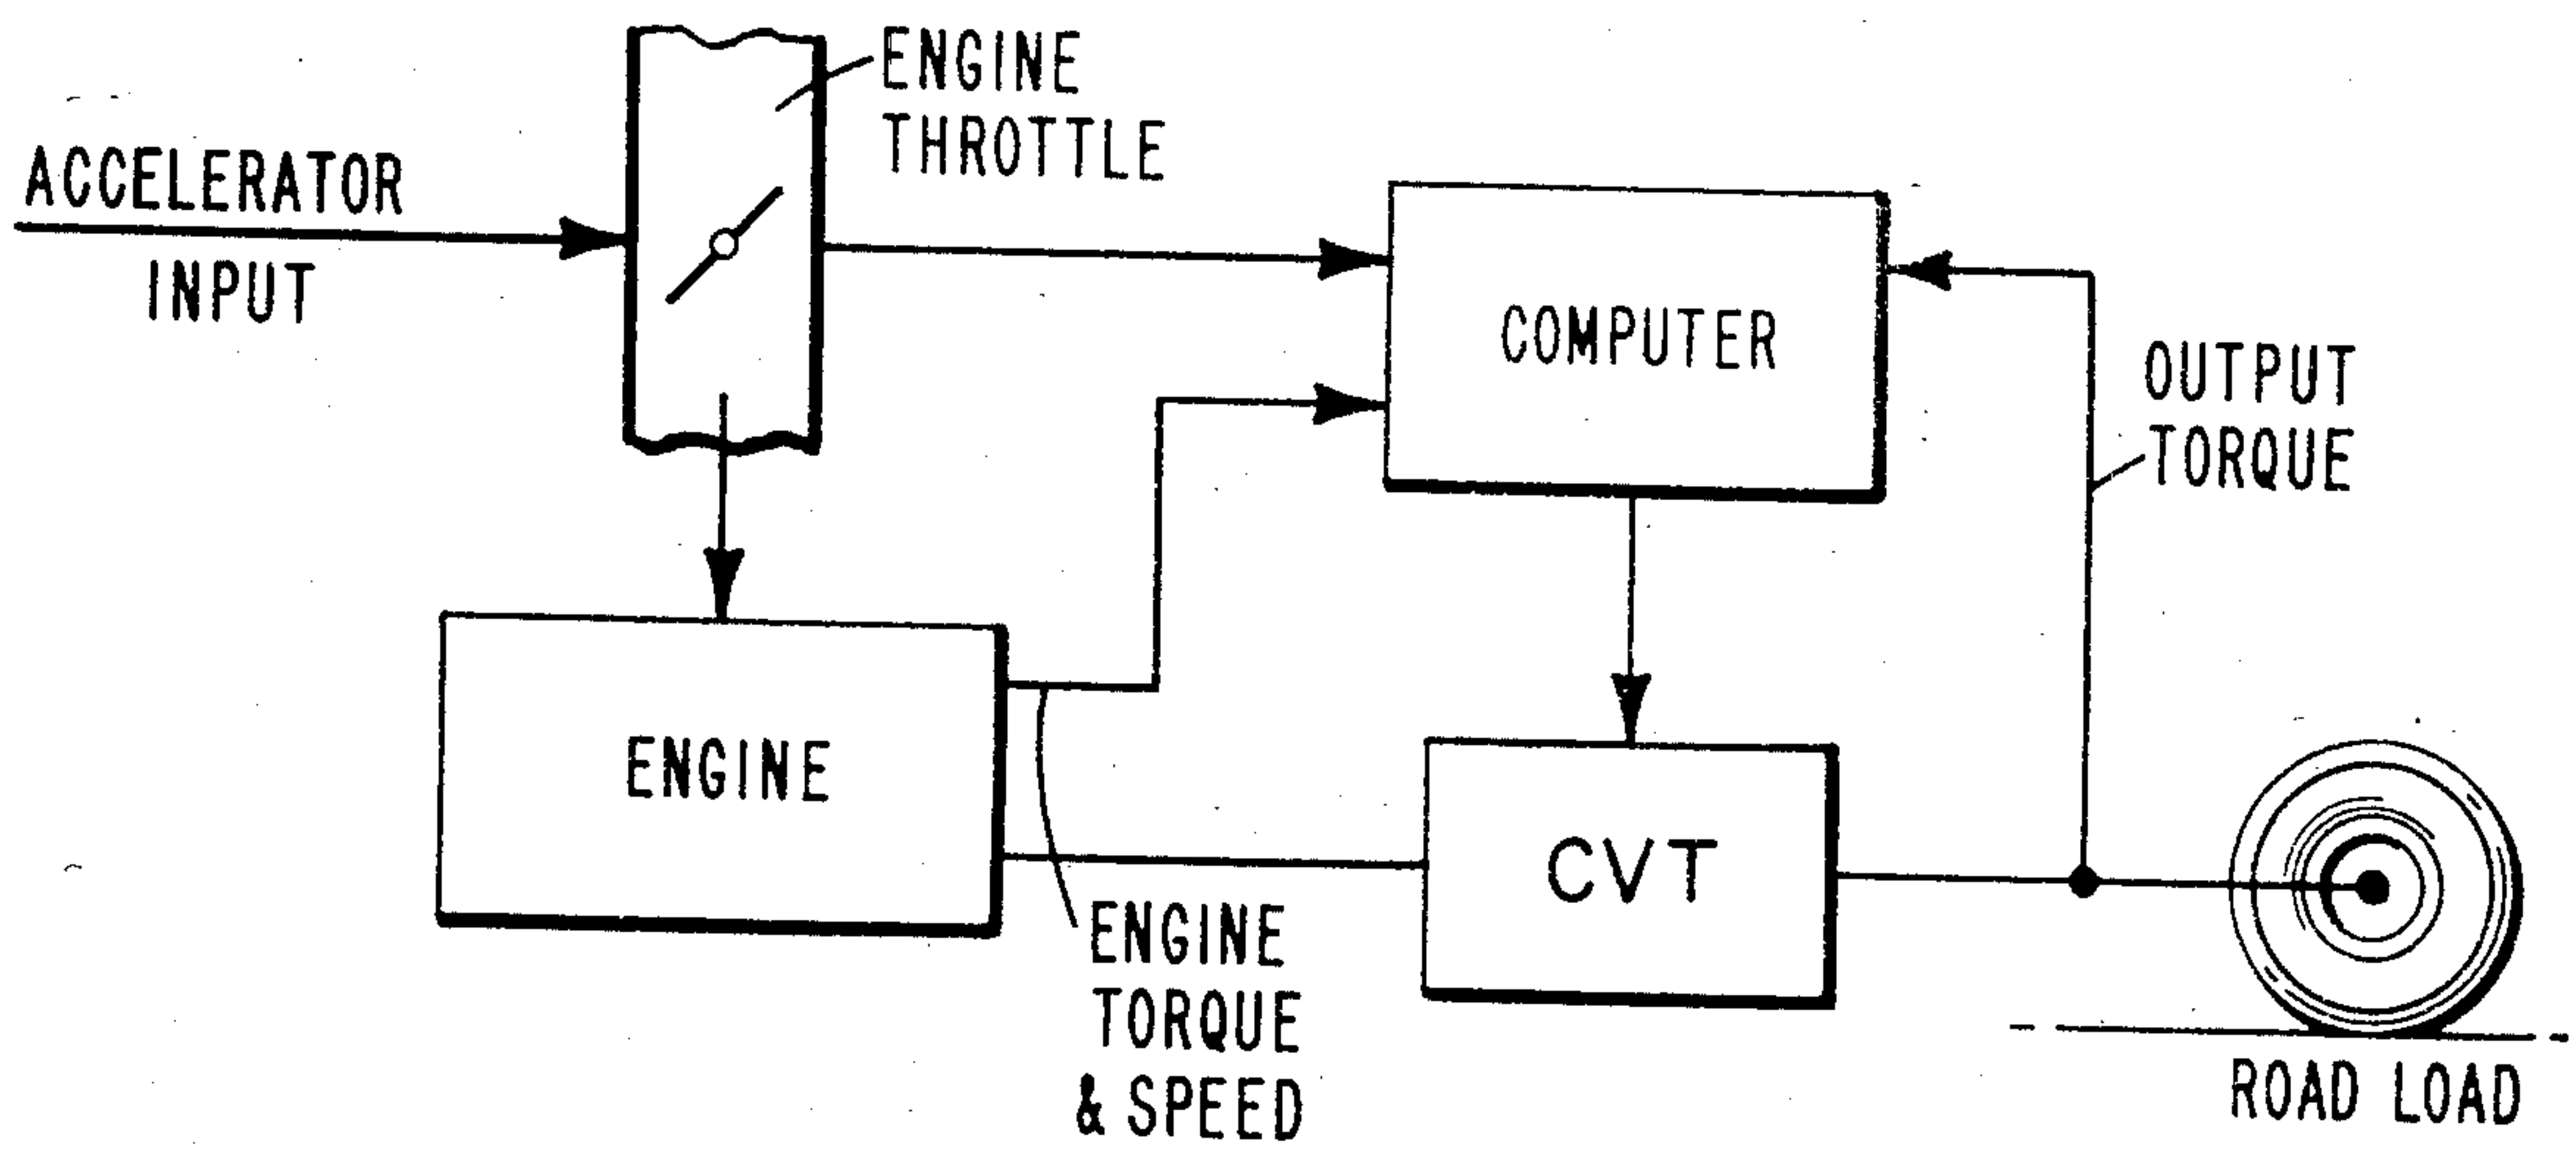 ENGINE
THROTTLE
ACCELERATOR
INPUT
COMPUTER
OUTPUT
TORQUE
ENGINE
CVT
ENGINE
TORQUE
& SPEED
ROAD LOAD